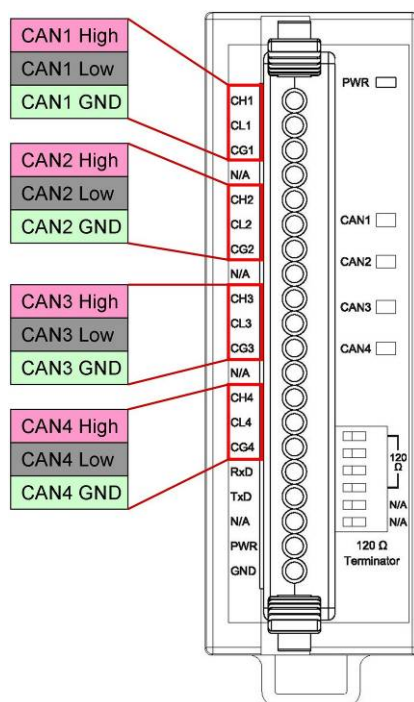 CAN1 High
CAN1 Low
CAN1 GND
CAN2 High
CAN2 Low
CAN2 GND
CAN3 High
CAN3 Low
CAN3 GND
CAN4 High
CAN4 Low
CAN4 GND
CH1
CL1
CG1
N/A
CH2
CL2
CG2
N/A
CH3
CL3
CG3
N/A
CH4
CL4
CG4
RxD
TxD
N/A
PWR
GND
PWR
CAN1
CAN2
CAN3
CAN4
120
Ω
N/A
N/A
120 Ω
Terminator